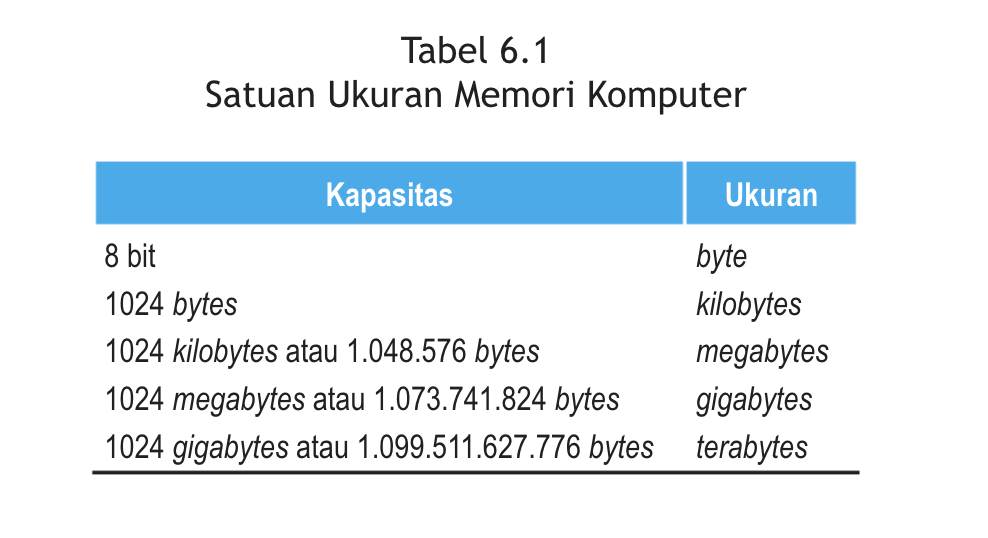 Tabel 6.1
Satuan Ukuran Memori Komputer
Kapasitas Ukuran
8 bit byte
1024 bytes kilobytes
1024 kilobytes atau 1.048.576 bytes megabytes
1024 megabytes atau 1.073.741.824 bytes gigabytes
1024 gigabytes atau 1.099.511.627.776 bytes terabytes